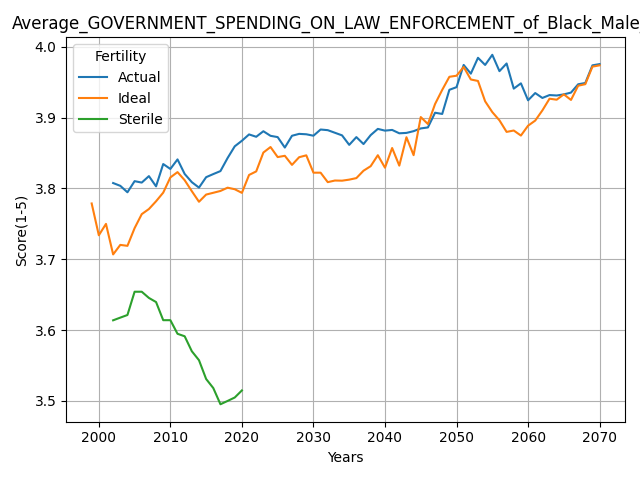 Average_GOVERNMENT_SPENDING_ON_LAW_ENFORCEMENT_of_Black_Male_
Fertility
Actual
Ideal
Sterile
4.0
3.9
3.8
3.7
3.6
3.5
Score(1-5)
2000 2010 2020 2030 2040 2050 2060 2070
Years